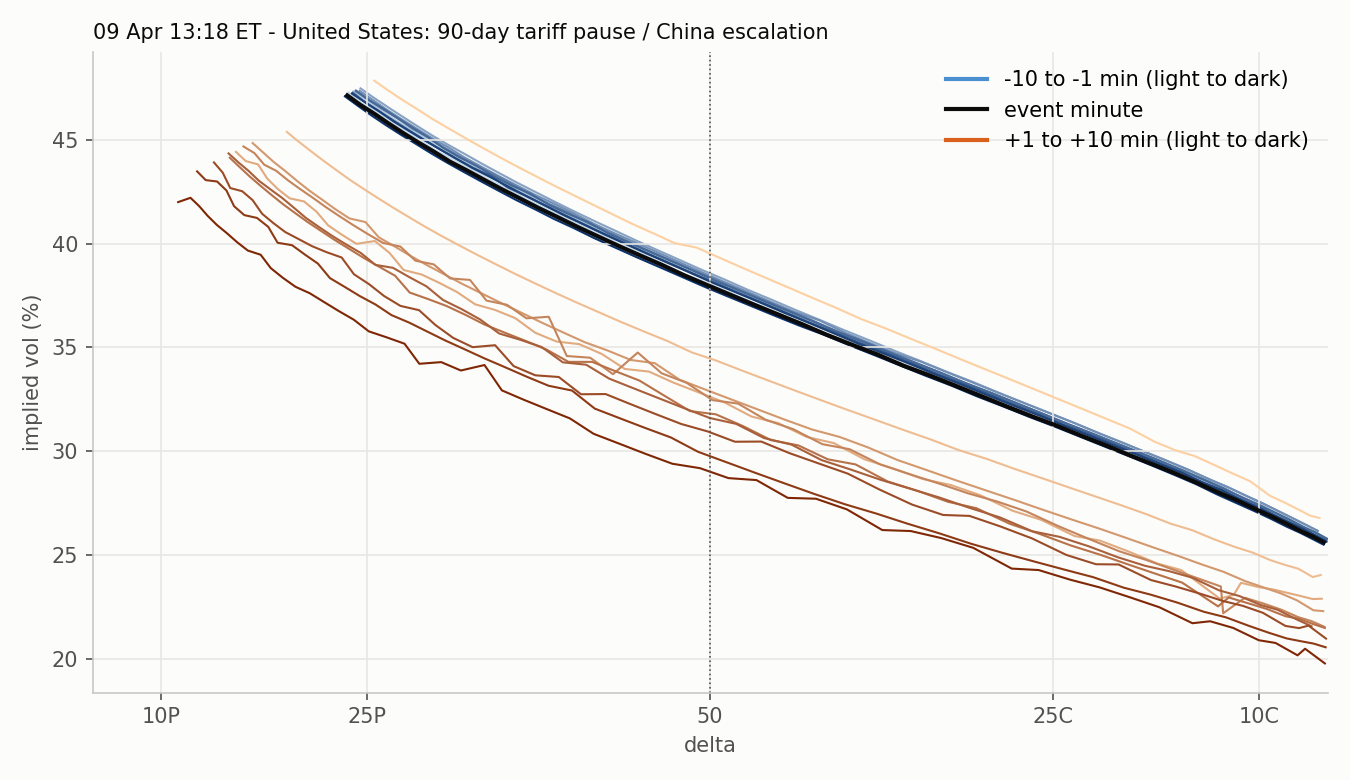 09 Apr 13:18 ET - United States: 90-day tariff pause / China escalation
-10 to -1 min (light to dark)
event minute
+1 to +10 min (light to dark)
implied vol (%)
45
40
35
30
25
20
10P 25P 50 25C 10C
delta